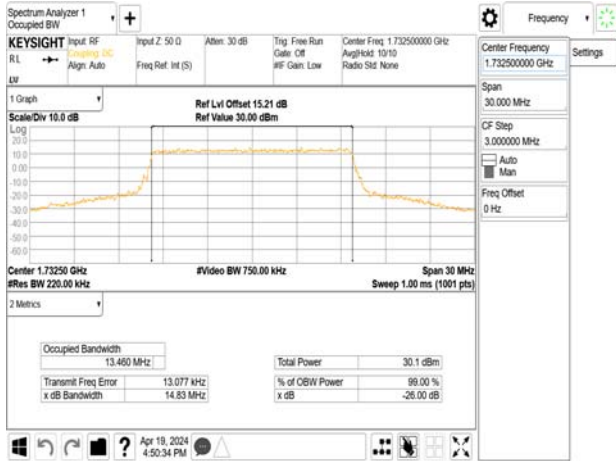 Spectrum Analyzer 1
Occupied BW
+
Frequency
KEYSIGHT
Input: RF
Input Z: 50 Ω
Atten: 30 dB
Trig: Free Run
Center Freq: 1.732500000 GHz
RL
Coupling: DC
Gate: Off
Avg|Hold: 10/10
Align: Auto
Freq Ref: Int (S)
#IF Gain: Low
Radio Std: None
Center Frequency
1.732500000 GHz
Settings
Span
30.000 MHz
CF Step
3.000000 MHz
Auto
Man
Freq Offset
0 Hz
1 Graph
Ref Lvl Offset 15.21 dB
Scale/Div 10.0 dB
Ref Value 30.00 dBm
Log
20.0
10.0
0.00
-10.0
-20.0
-30.0
-40.0
-50.0
-60.0
Center 1.73250 GHz
#Video BW 750.00 kHz
Span 30 MHz
#Res BW 220.00 kHz
Sweep 1.00 ms (1001 pts)
2 Metrics
Occupied Bandwidth
13.460 MHz
Total Power
30.1 dBm
Transmit Freq Error
13.077 kHz
% of OBW Power
99.00 %
x dB Bandwidth
14.83 MHz
x dB
-26.00 dB
?
Apr 19, 2024
4:50:34 PM